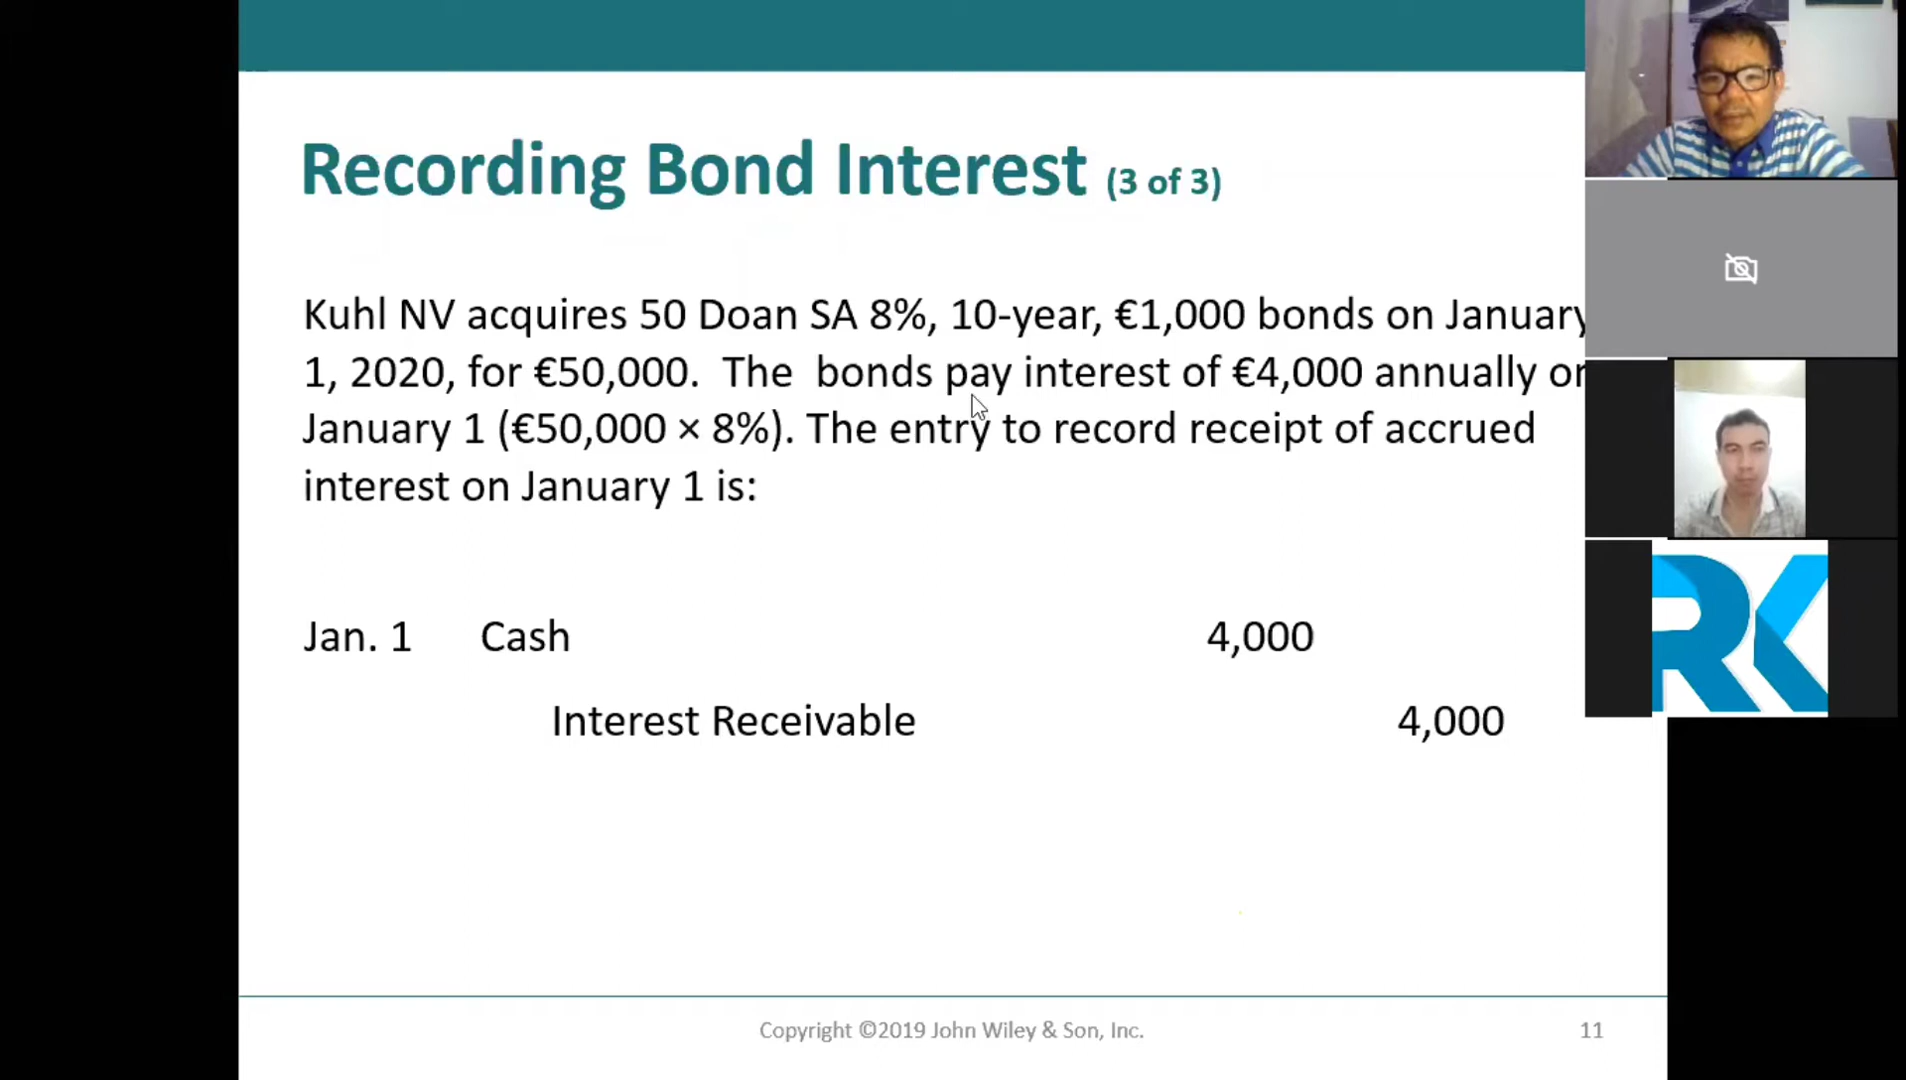 Recording Bond Interest (3 of 3)
Kuhl NV acquires 50 Doan SA 8%, 10-year, €1,000 bonds on January
1, 2020, for €50,000. The bonds pay interest of €4,000 annually on
January 1 (€50,000 × 8%). The entry to record receipt of accrued
interest on January 1 is:
Jan. 1 Cash 4,000
Interest Receivable 4,000
Copyright ©2019 John Wiley & Son, Inc. 11
RK